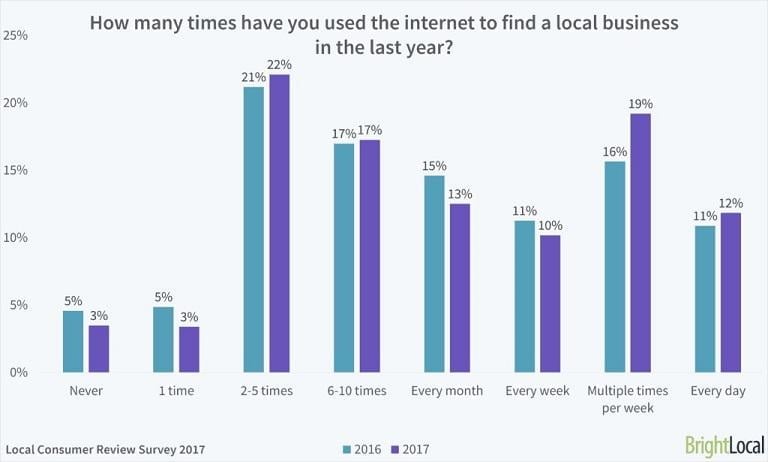 How many times have you used the internet to find a local business
in the last year?
25%
20%
15%
10%
5%
0%
5%
3%
5%
3%
21%
22%
17%
17%
15%
13%
11%
10%
16%
19%
11%
12%
Never
1 time
2-5 times
6-10 times
Every month
Every week
Multiple times
per week
Every day
Local Consumer Review Survey 2017
2016
2017
BrightLocal